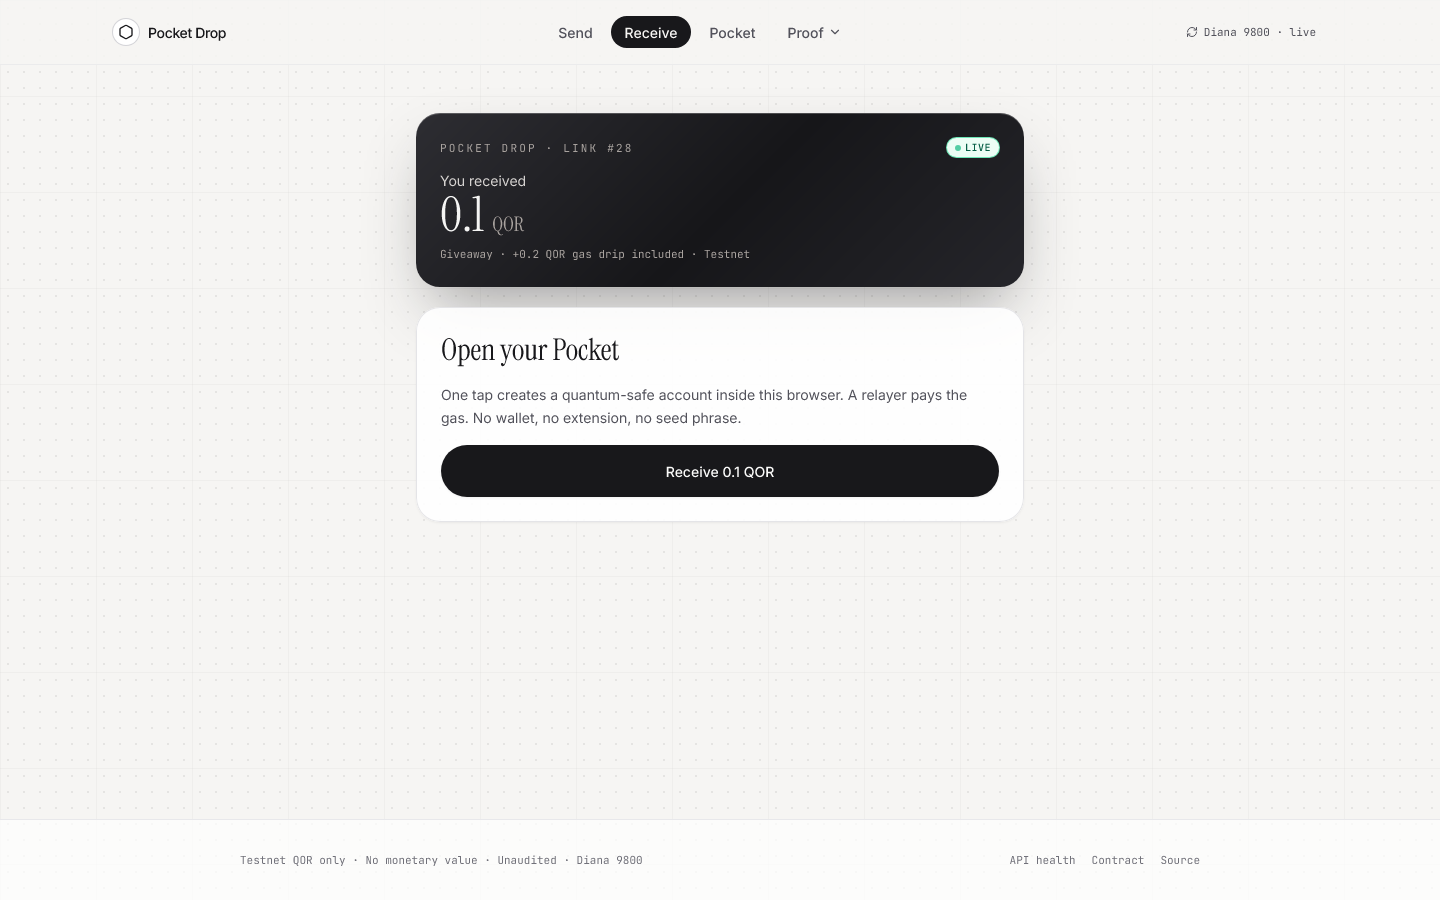 Pocket Drop
Send
Receive
Pocket
Proof
Diana 9800 · live
POCKET DROP · LINK #28
LIVE
You received
0.1 QOR
Giveaway · +0.2 QOR gas drip included · Testnet
Open your Pocket
One tap creates a quantum-safe account inside this browser. A relayer pays the
gas. No wallet, no extension, no seed phrase.
Receive 0.1 QOR
Testnet QOR only · No monetary value · Unaudited · Diana 9800
API health
Contract
Source